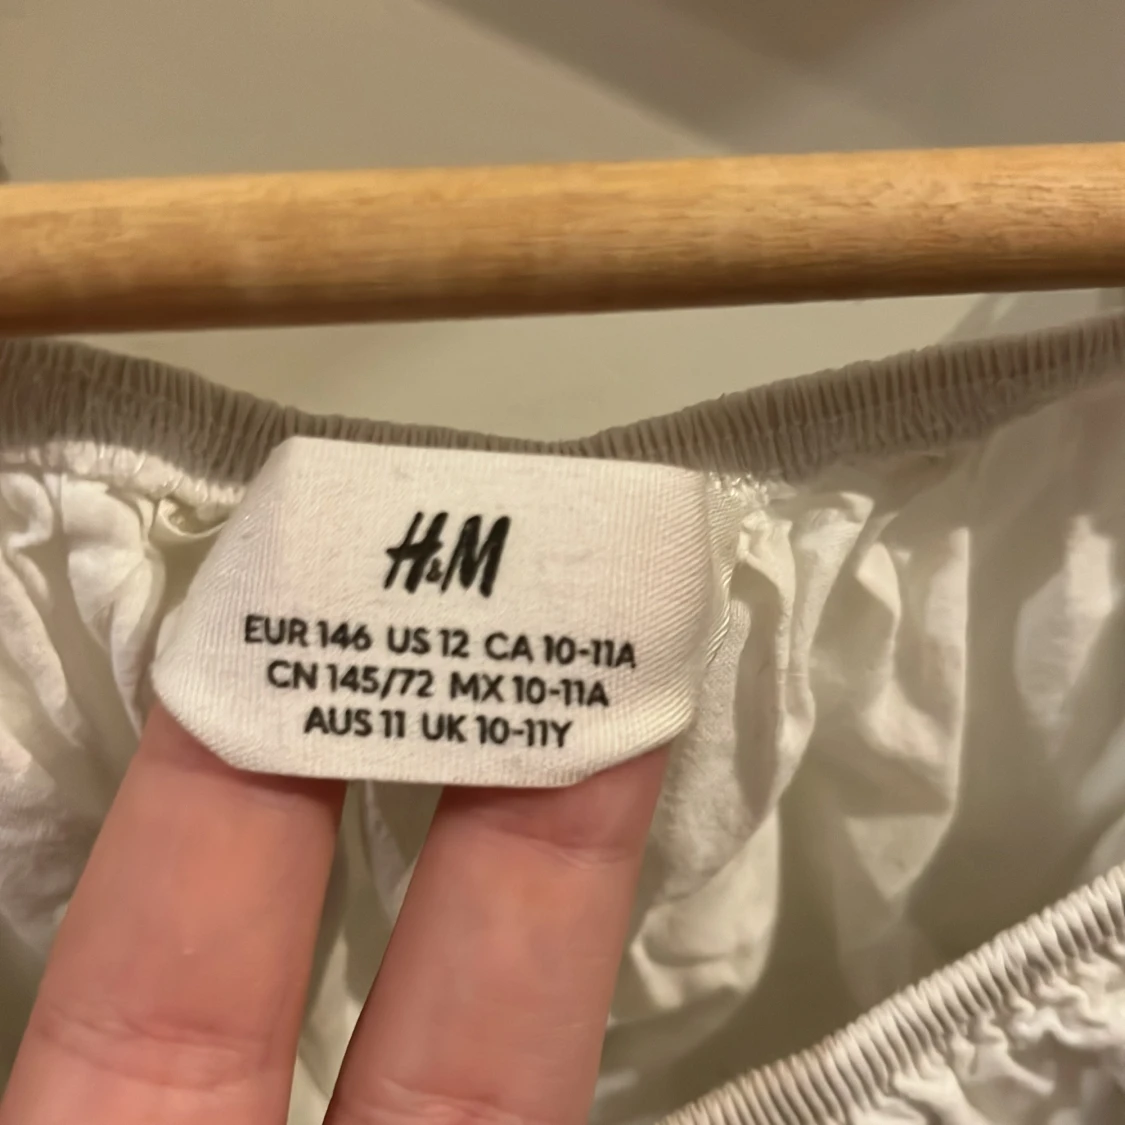 H&M
EUR 146 US 12 CA 10-11A
CN 145/72 MX 10-11A
AUS 11 UK 10-11Y